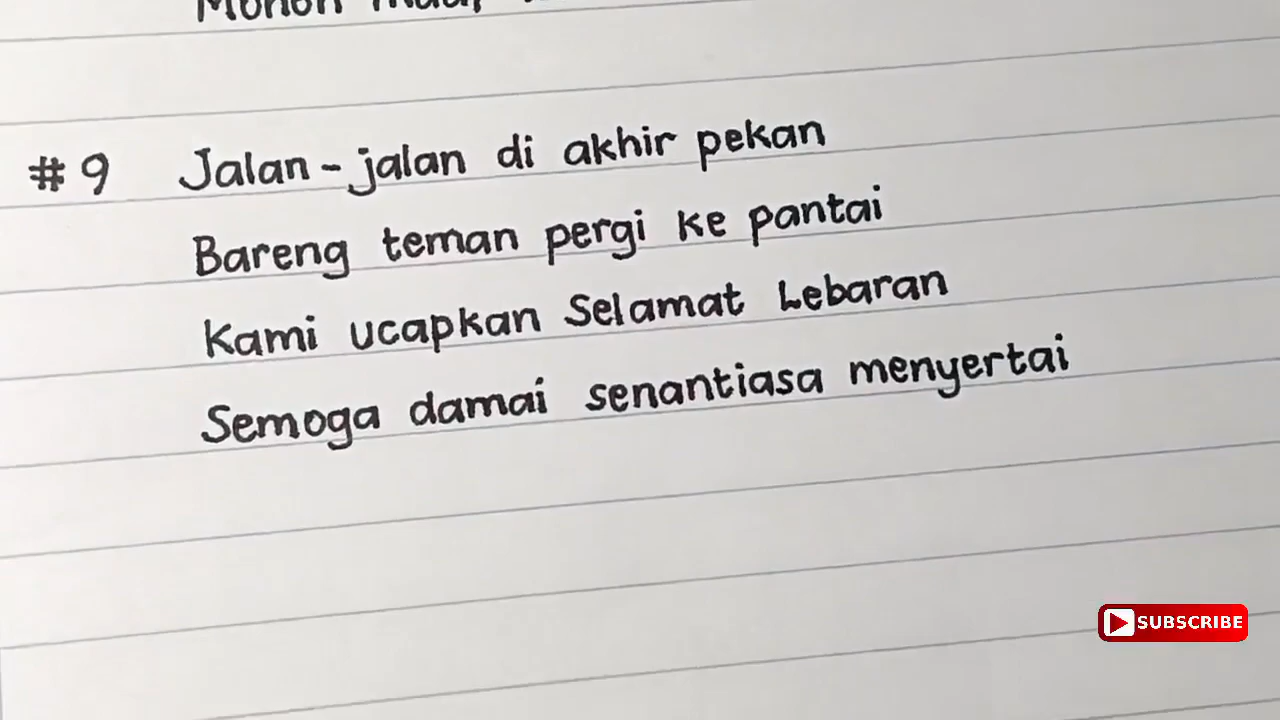 Mohon
#9 Jalan-jalan di akhir pekan
Bareng teman pergi ke pantai
Kami ucapkan Selamat Lebaran
Semoga damai senantiasa menyertai
SUBSCRIBE